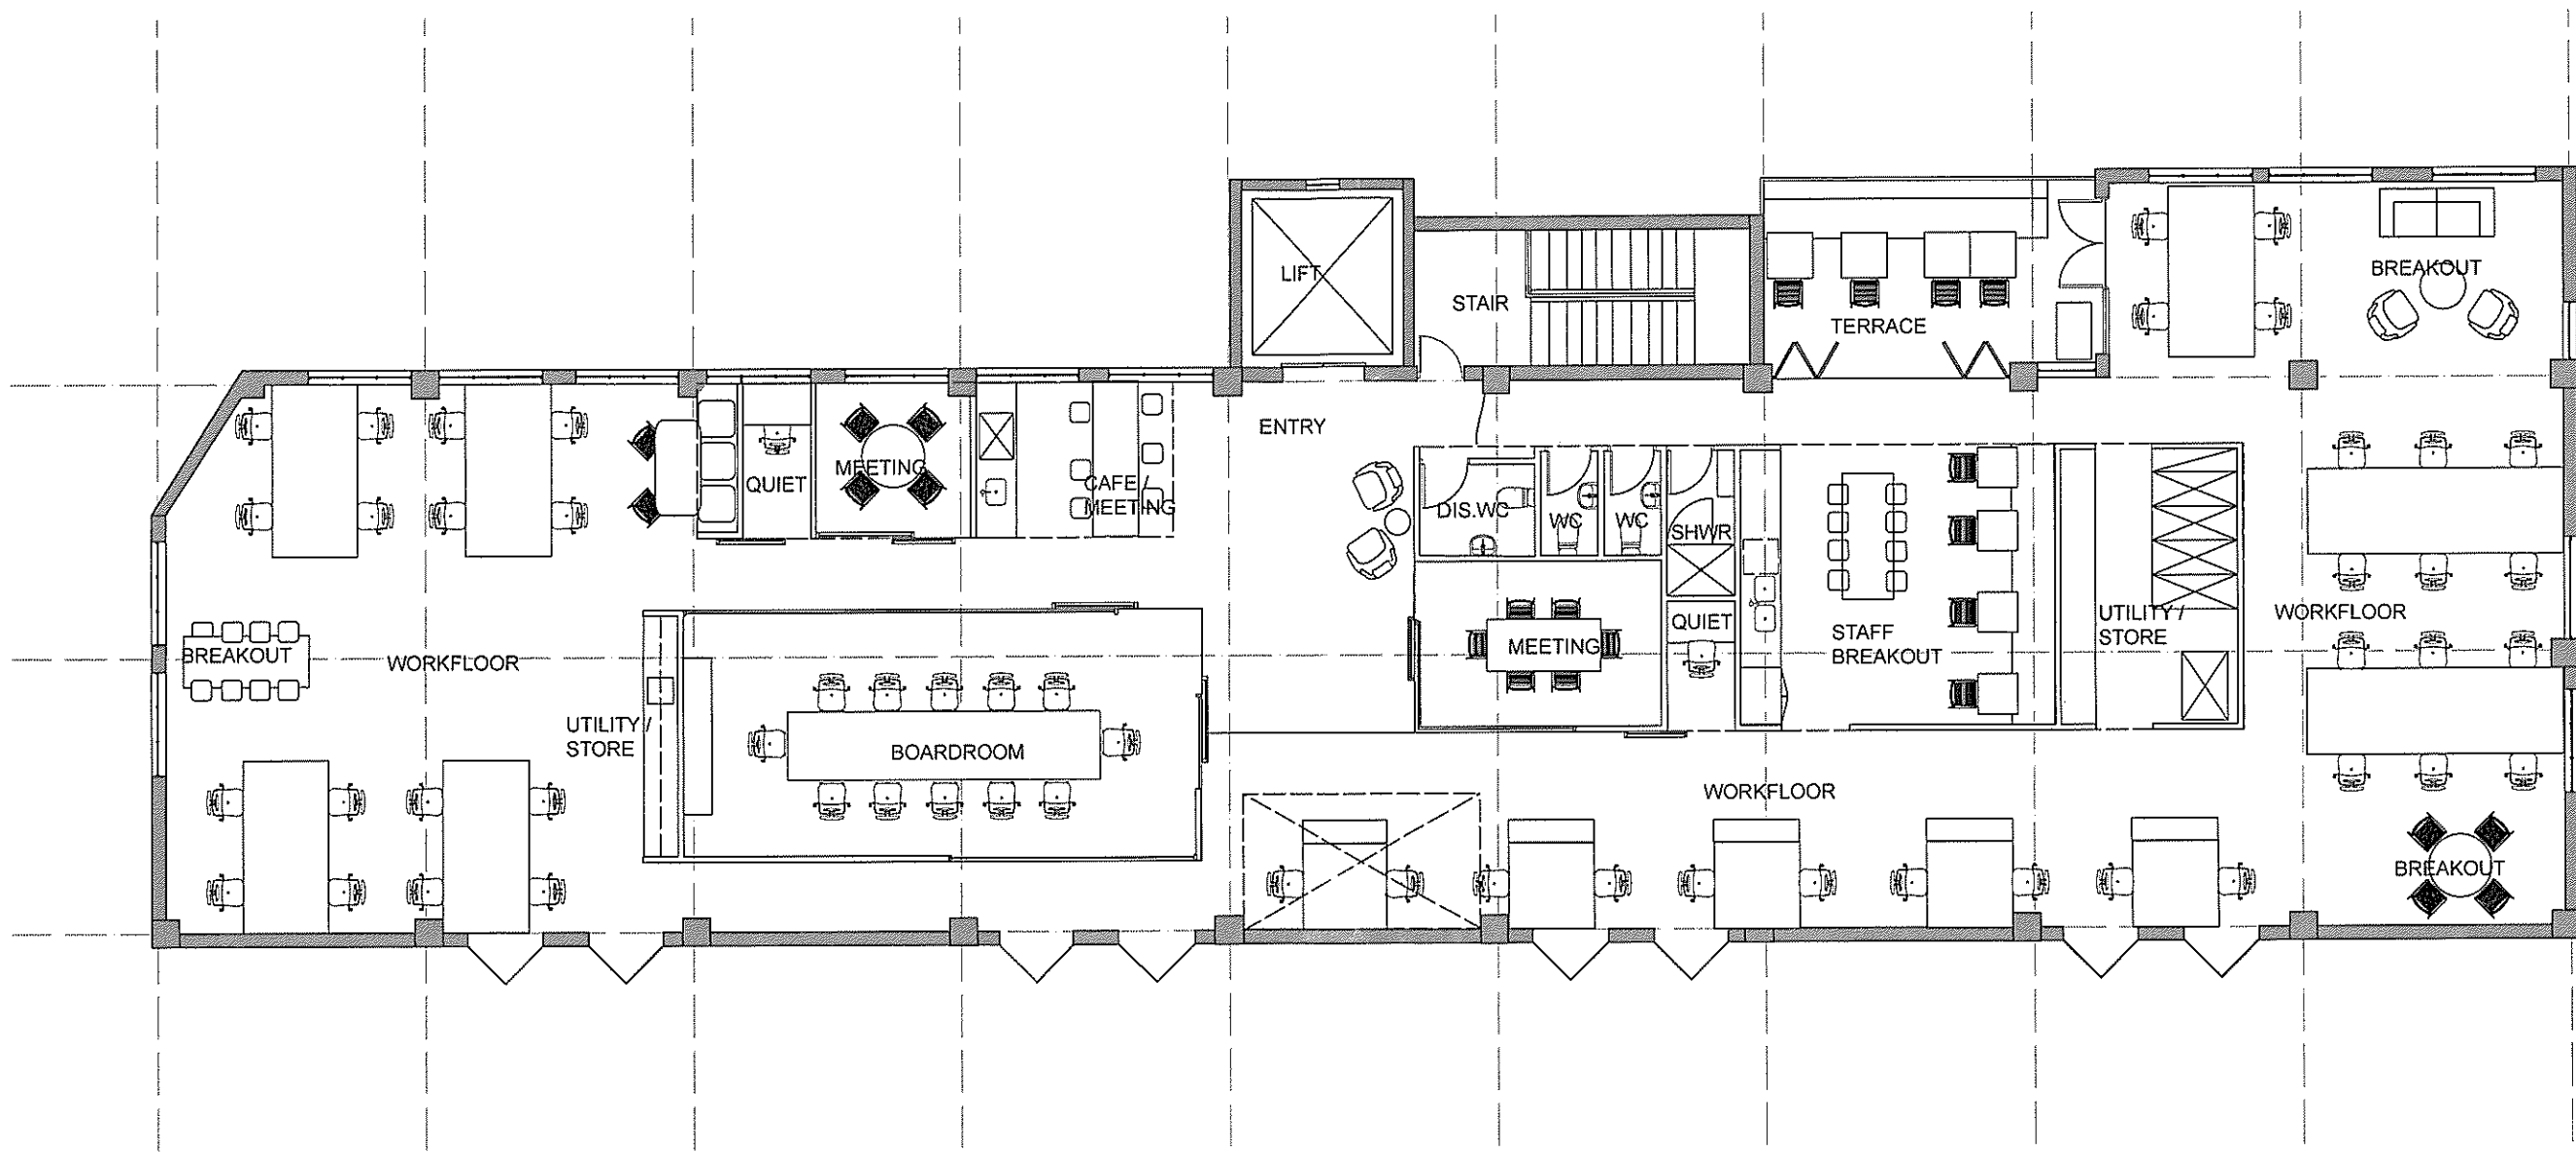 LIFT
STAIR
TERRACE
BREAKOUT
ENTRY
QUIET
MEETING
CAFE /
MEETING
DIS.WC
WC
WC
SHWR
QUIET
MEETING
STAFF
BREAKOUT
UTILITY /
STORE
WORKFLOOR
BREAKOUT
WORKFLOOR
UTILITY /
STORE
BOARDROOM
WORKFLOOR
BREAKOUT